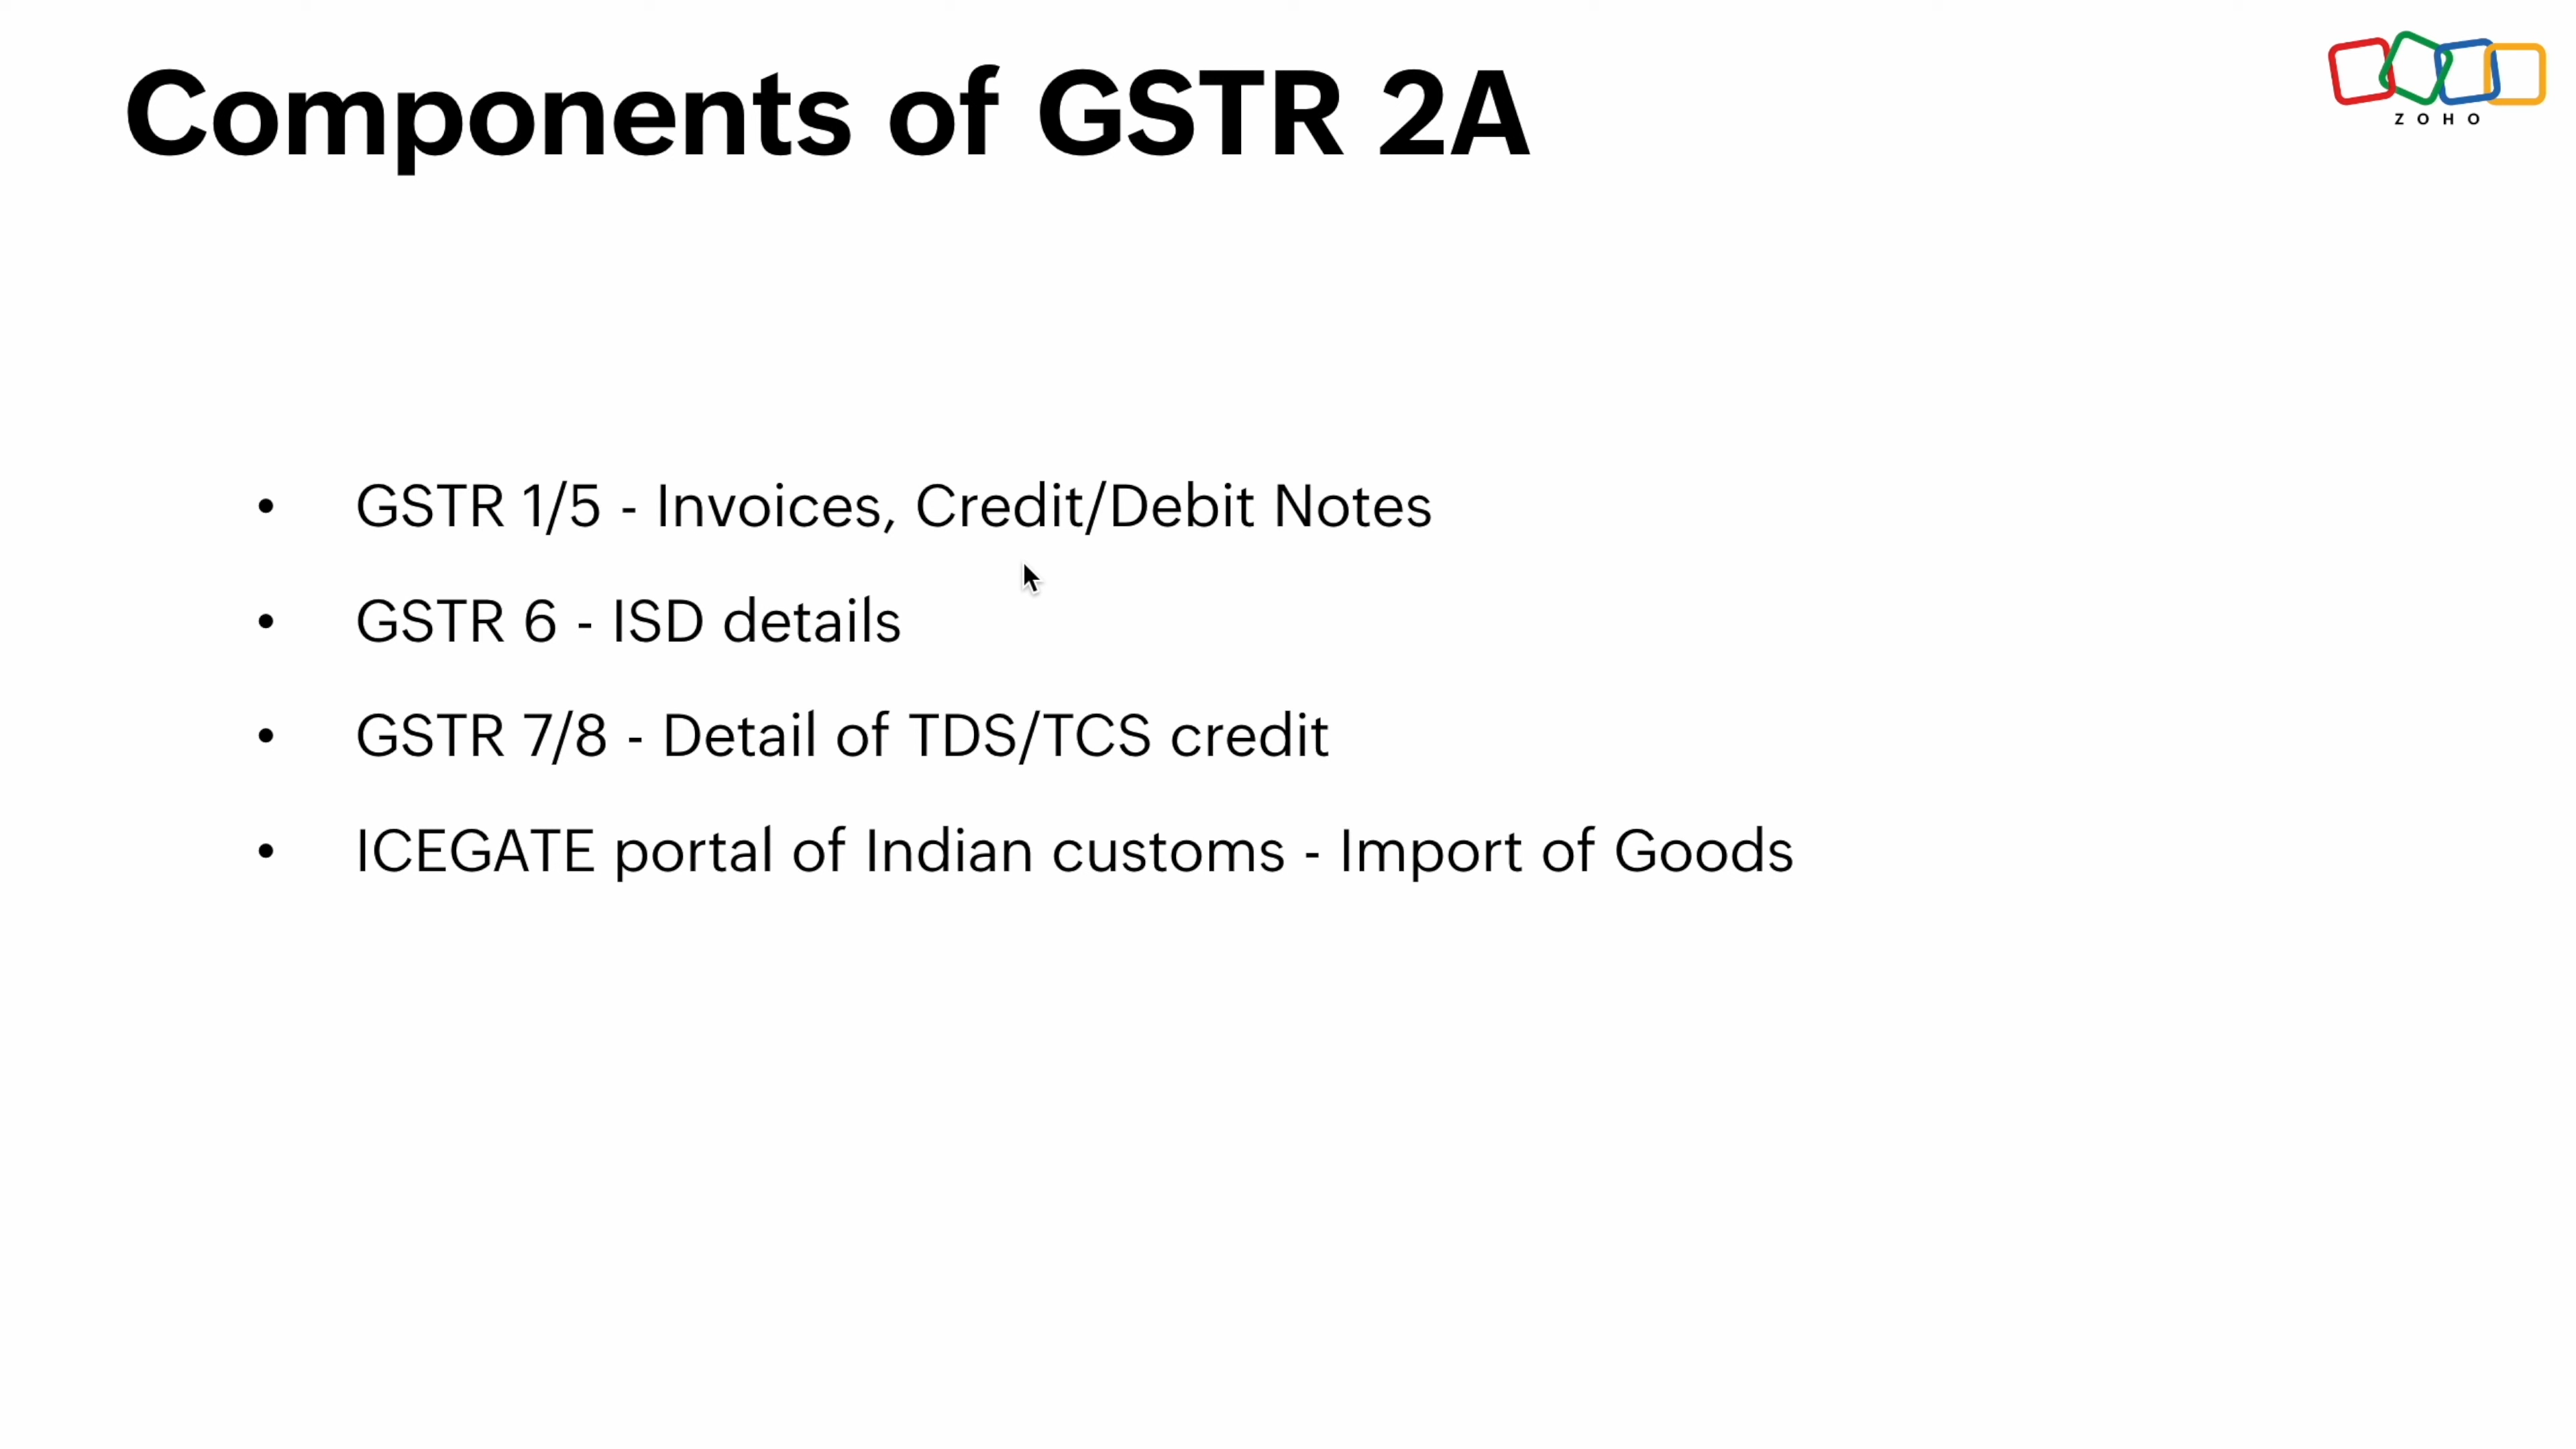 Components of GSTR 2A
ZOHO
• GSTR 1/5 - Invoices, Credit/Debit Notes
• GSTR 6 - ISD details
• GSTR 7/8 - Detail of TDS/TCS credit
• ICEGATE portal of Indian customs - Import of Goods